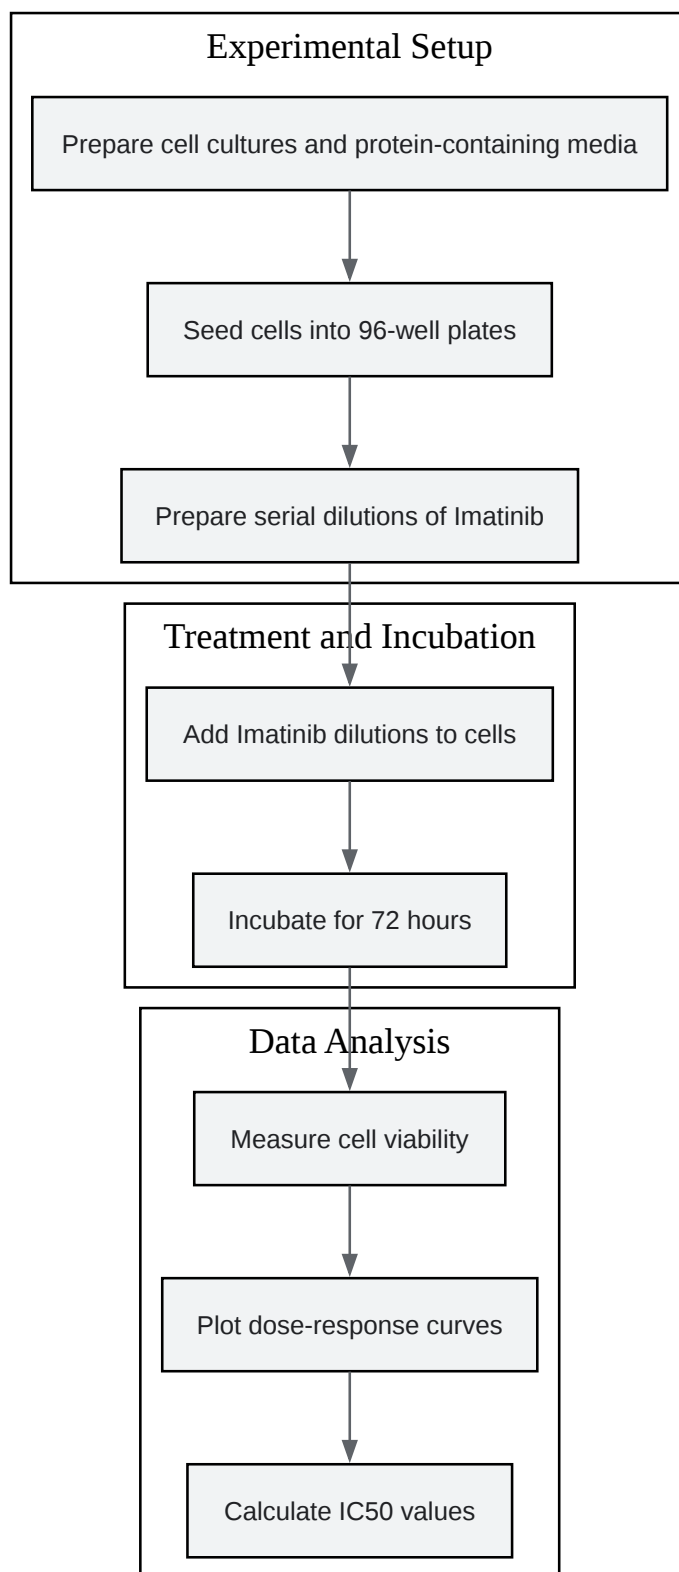 Experimental Setup
Prepare cell cultures and protein-containing media
Seed cells into 96-well plates
Prepare serial dilutions of Imatinib
Treatment and Incubation
Add Imatinib dilutions to cells
Incubate for 72 hours
Data Analysis
Measure cell viability
Plot dose-response curves
Calculate IC50 values